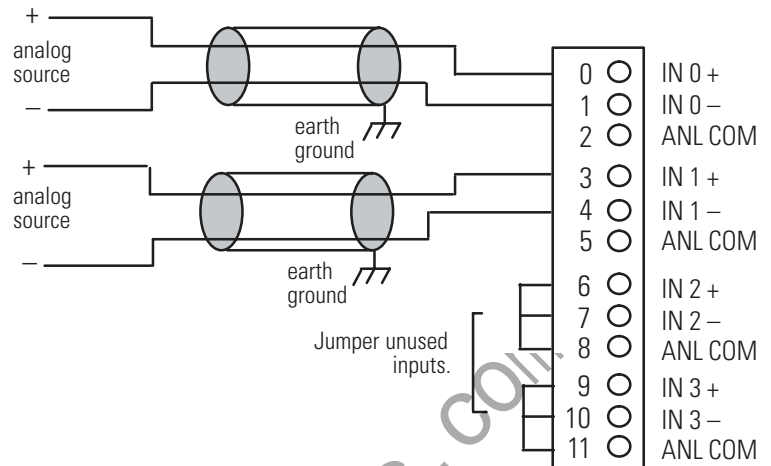 +
analog
source
–
earth
ground
+
analog
source
–
earth
ground
Jumper unused
inputs.
0 IN 0 +
1 IN 0 –
2 ANL COM
3 IN 1 +
4 IN 1 –
5 ANL COM
6 IN 2 +
7 IN 2 –
8 ANL COM
9 IN 3 +
10 IN 3 –
11 ANL COM
.com